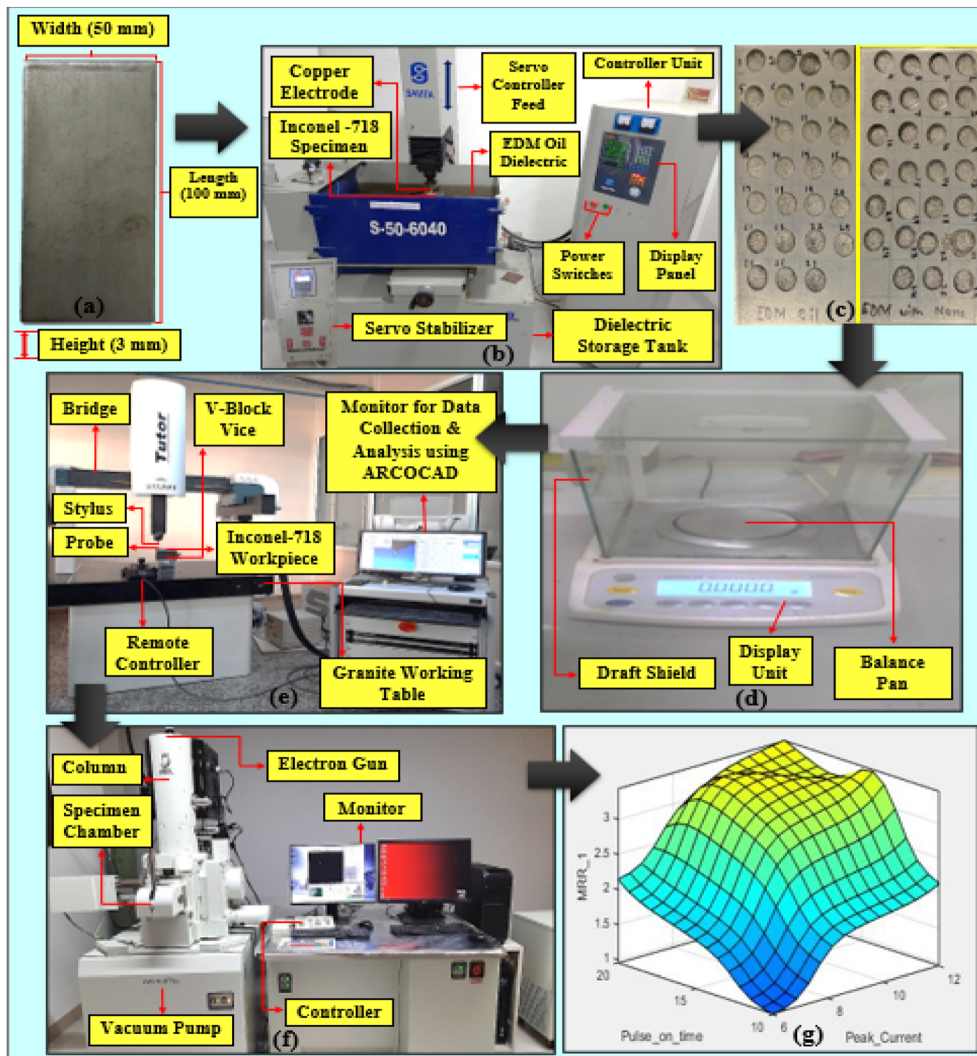 Width (50 mm)
Length
(100 mm)
(a)
Height (3 mm)
Copper
Electrode
Inconel -718
Specimen
SAVITA
Servo
Controller
Feed
EDM Oil
Dielectric
Controller Unit
S-50-6040
Power
Switches
Display
Panel
Servo Stabilizer
(b)
Dielectric
Storage Tank
(c)
EDM Oil
EDM with Nano
Bridge
V-Block
Vice
Tutor
Stylus
Probe
Inconel-718
Workpiece
Remote
Controller
Granite Working
Table
(e)
Monitor for Data
Collection &
Analysis using
ARCOCAD
0.0000
Draft Shield
Display
Unit
Balance
Pan
(d)
Column
Electron Gun
Specimen
Chamber
Monitor
Controller
Vacuum Pump
(f)
MRR_1
3
2.5
2
1.5
1
20
15
10
6
8
10
12
Pulse_on_time
Peak_Current
(g)